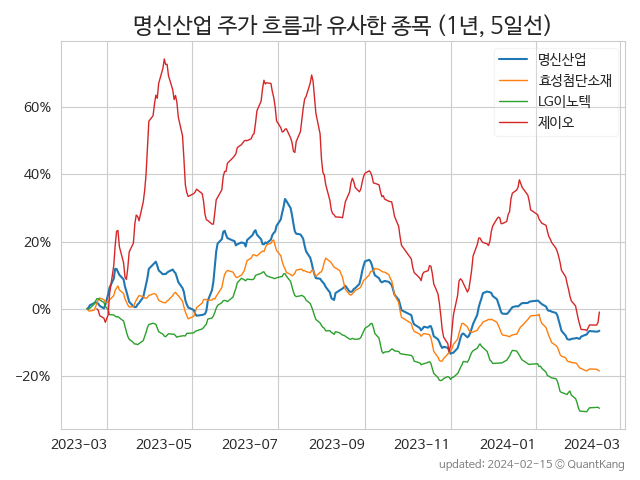 명신산업 주가 흐름과 유사한 종목 (1년, 5일선)
명신산업
효성첨단소재
LG이노텍
제이오
60%
40%
20%
0%
−20%
2023-03 2023-05 2023-07 2023-09 2023-11 2024-01 2024-03
updated: 2024-02-15 © QuantKang